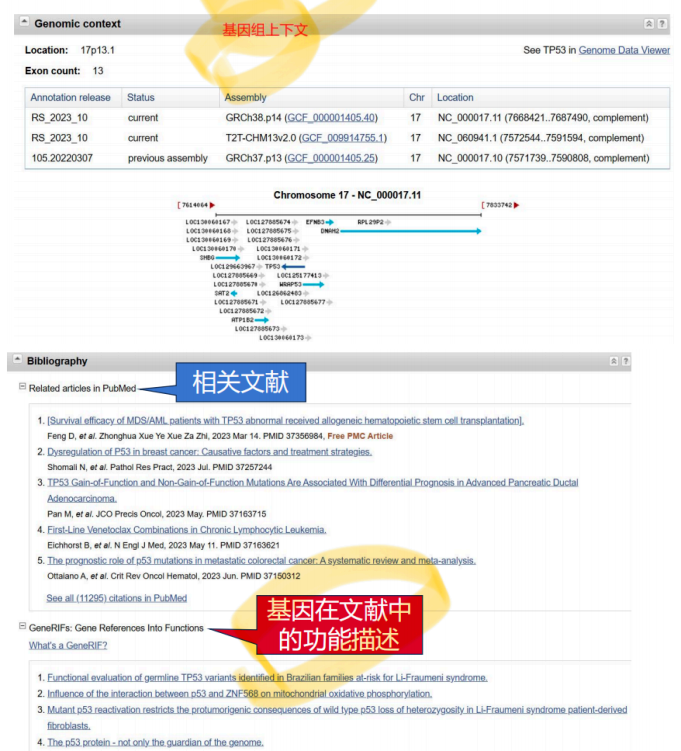 Genomic context
基因组上下文
Location: 17p13.1
See TP53 in Genome Data Viewer
Exon count: 13
Annotation release Status Assembly Chr Location
RS_2023_10 current GRCh38.p14 (GCF_000001405.40) 17 NC_000017.11 (7668421..7687490, complement)
RS_2023_10 current T2T-CHM13v2.0 (GCF_009914755.1) 17 NC_060941.1 (7572544..7591594, complement)
105.20220307 previous assembly GRCh37.p13 (GCF_000001405.25) 17 NC_000017.10 (7571739..7590808, complement)
Chromosome 17 - NC_000017.11
[ 7614064 [ 7833742
LOC130060167 LOC127885674 EFNB3 RPL29P2
LOC130060168 LOC127885675 DNAH2
LOC130060169 LOC127885676
LOC130060170 LOC130060171
SHBG LOC130060172
LOC129663967 TP53
LOC127885669 LOC125177413
LOC127885670 WRAP53
SAT2 LOC126862483
LOC127885671 LOC127885677
LOC127885672
ATP1B2
LOC127885673
LOC130060173
Bibliography
Related articles in PubMed
相关文献
1. [Survival efficacy of MDS/AML patients with TP53 abnormal received allogeneic hematopoietic stem cell transplantation].
Feng D, et al. Zhonghua Xue Ye Xue Za Zhi, 2023 Mar 14. PMID 37356984, Free PMC Article
2. Dysregulation of P53 in breast cancer: Causative factors and treatment strategies.
Shomali N, et al. Pathol Res Pract, 2023 Jul. PMID 37257244
3. TP53 Gain-of-Function and Non-Gain-of-Function Mutations Are Associated With Differential Prognosis in Advanced Pancreatic Ductal
Adenocarcinoma.
Pan M, et al. JCO Precis Oncol, 2023 May. PMID 37163715
4. First-Line Venetoclax Combinations in Chronic Lymphocytic Leukemia.
Eichhorst B, et al. N Engl J Med, 2023 May 11. PMID 37163621
5. The prognostic role of p53 mutations in metastatic colorectal cancer: A systematic review and meta-analysis.
Ottaiano A, et al. Crit Rev Oncol Hematol, 2023 Jun. PMID 37150312
See all (11295) citations in PubMed
基因在文献中
的功能描述
GeneRIFs: Gene References Into Functions
What's a GeneRIF?
1. Functional evaluation of germline TP53 variants identified in Brazilian families at-risk for Li-Fraumeni syndrome.
2. Influence of the interaction between p53 and ZNF568 on mitochondrial oxidative phosphorylation.
3. Mutant p53 reactivation restricts the protumorigenic consequences of wild type p53 loss of heterozygosity in Li-Fraumeni syndrome patient-derived
fibroblasts.
4. The p53 protein - not only the guardian of the genome.